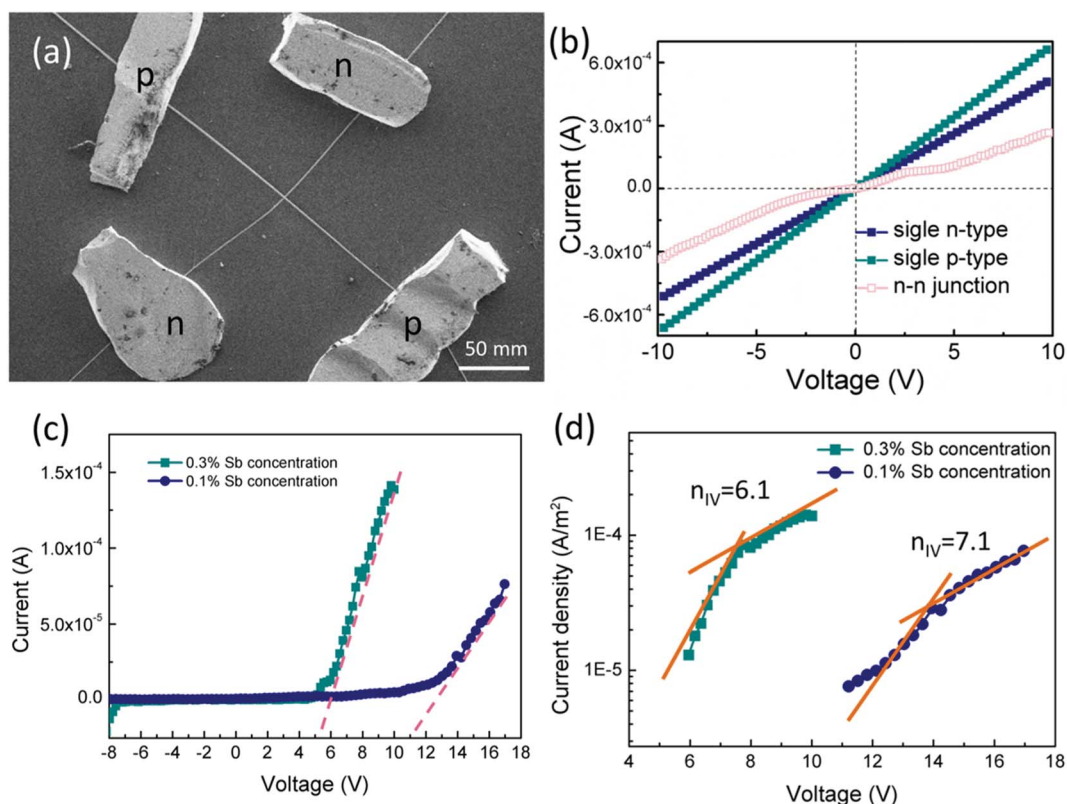 (a)
p
n
n
p
50 mm
(b)
Current (A)
6.0x10⁻⁴
3.0x10⁻⁴
0.0
-3.0x10⁻⁴
-6.0x10⁻⁴
sigle n-type
sigle p-type
n-n junction
-10 -5 0 5 10
Voltage (V)
(c)
Current (A)
1.5x10⁻⁴
1.0x10⁻⁴
5.0x10⁻⁵
0.0
0.3% Sb concentration
0.1% Sb concentration
-8 -6 -4 -2 0 2 4 6 8 10 12 14 16 18
Voltage (V)
(d)
Current density (A/m²)
1E-4
1E-5
0.3% Sb concentration
0.1% Sb concentration
nIV=6.1
nIV=7.1
4 6 8 10 12 14 16 18
Voltage (V)